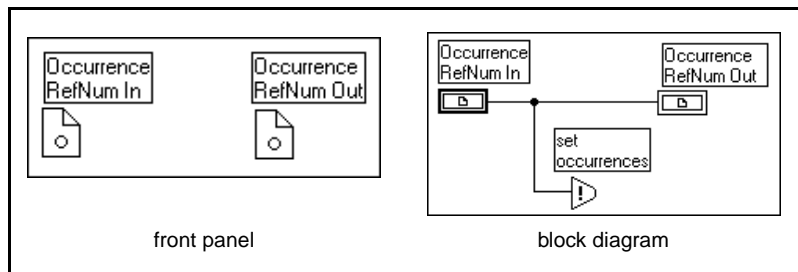 Occurrence
RefNum In
Occurrence
RefNum Out
front panel
Occurrence
RefNum In
Occurrence
RefNum Out
set
occurrences
!
block diagram